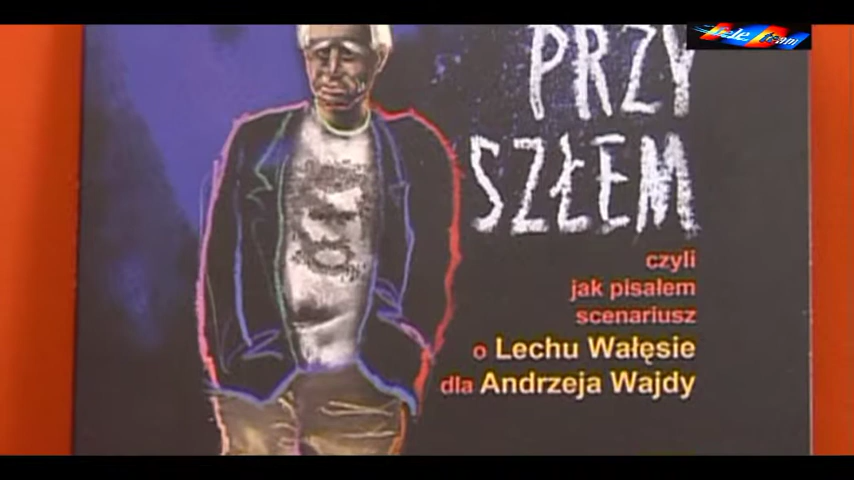 PRZY
SZŁEM
czyli
jak pisałem
scenariusz
o Lechu Wałęsie
dla Andrzeja Wajdy